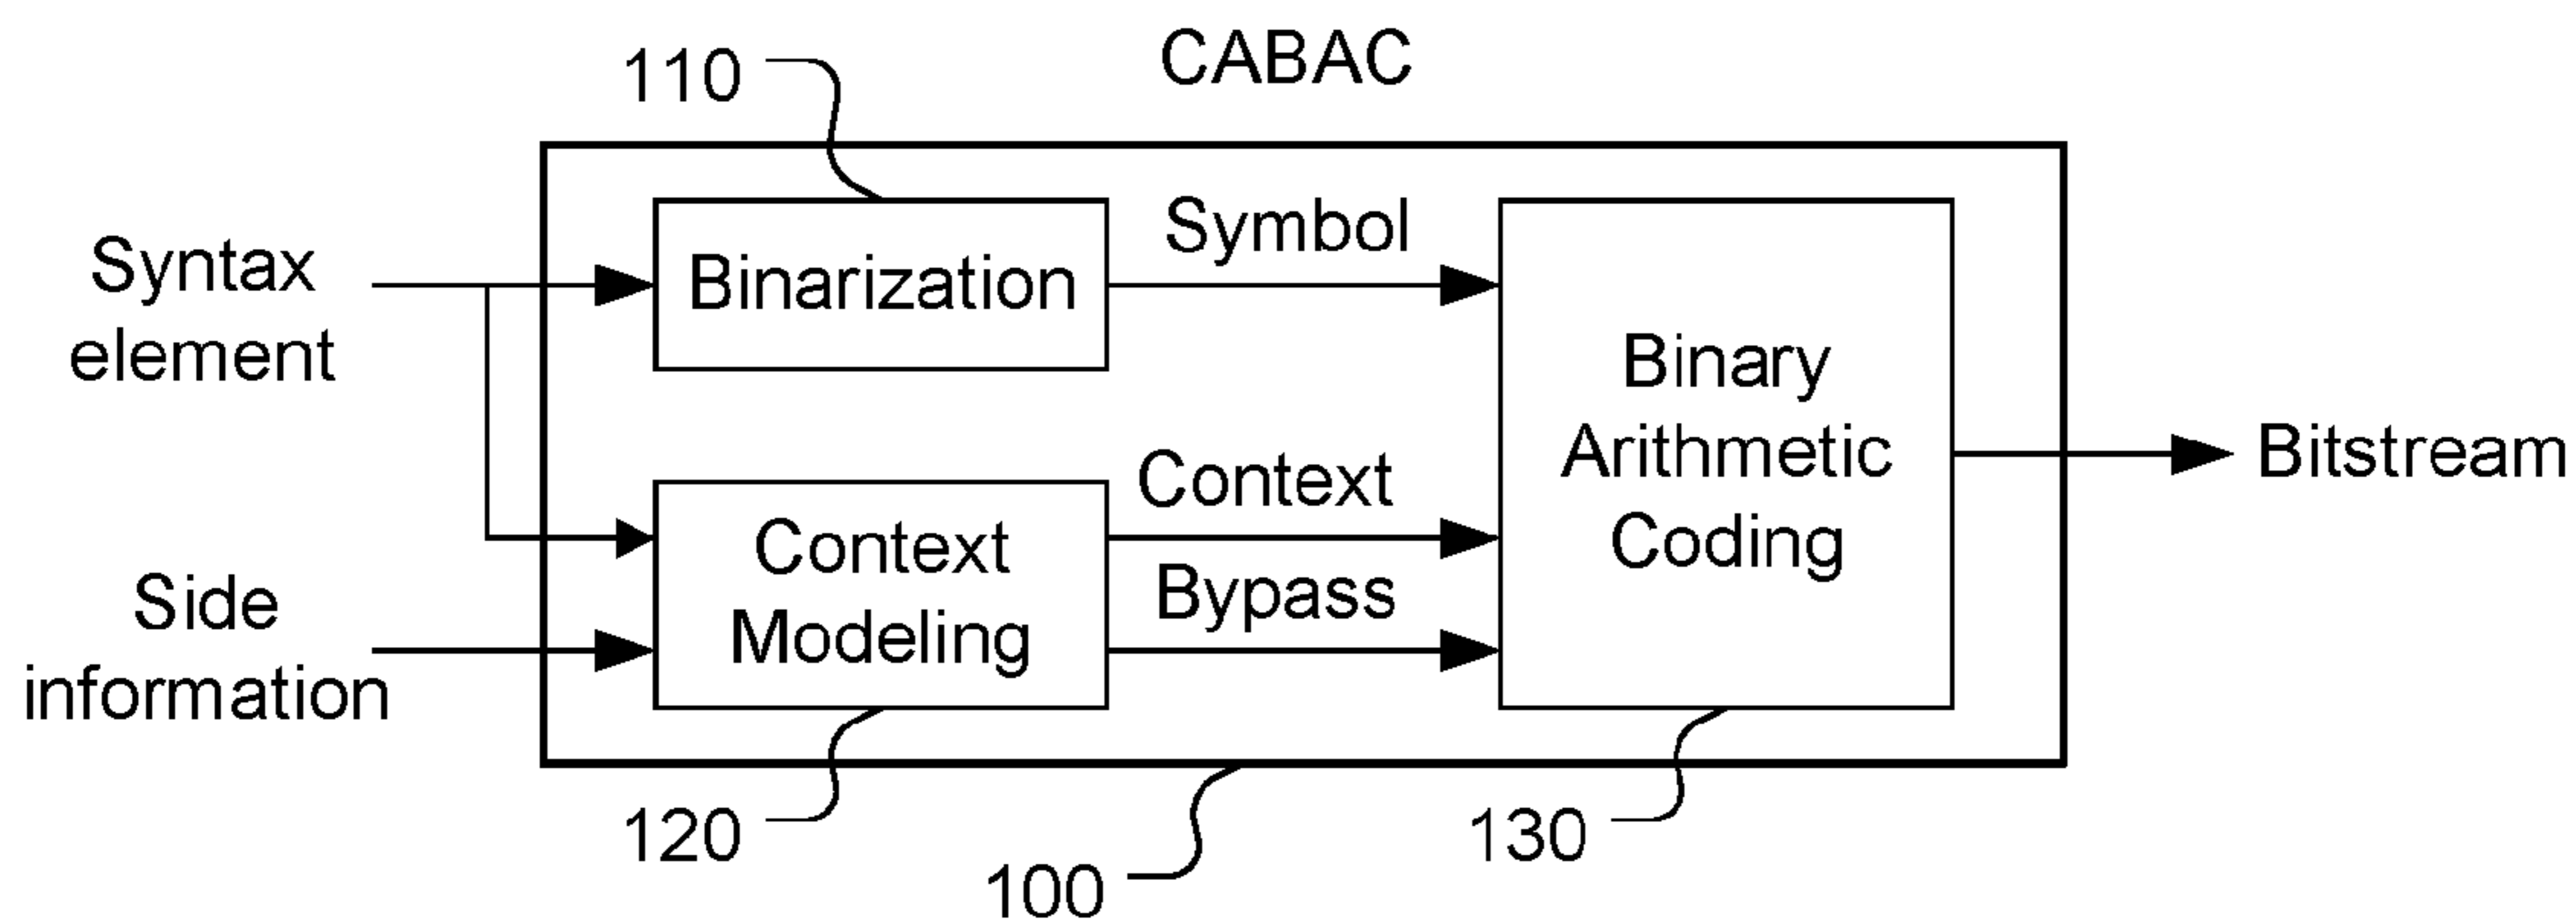 CABAC
110
Syntax
element
Binarization
Symbol
Binary
Arithmetic
Coding
Bitstream
Side
information
Context
Modeling
Context
Bypass
120
130
100